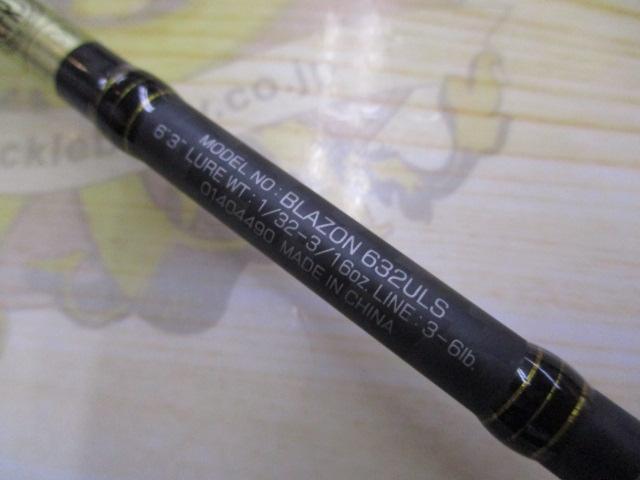 MODEL NO : BLAZON 632ULS
6'3" LURE WT : 1/32-3/16oz. LINE : 3-6lb.
01404490 MADE IN CHINA